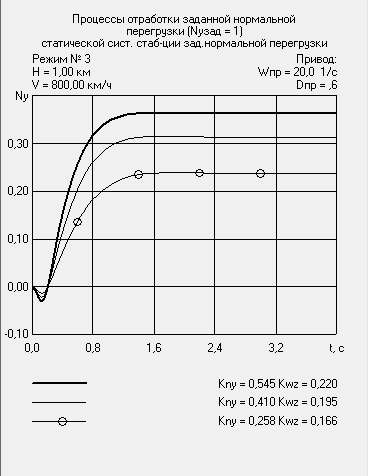 Процессы отработки заданной нормальной
перегрузки (Nyзад = 1)
статической сист. стаб-ции зад.нормальной перегрузки
Режим № 3
Привод:
H = 1,00 км
Wпр = 20,0 1/с
V = 800,00 км/ч
Dпр = ,6
Ny
0,30
0,20
0,10
0,00
-0,10
0,0 0,8 1,6 2,4 3,2 t, с
Kny = 0,545 Kwz = 0,220
Kny = 0,410 Kwz = 0,195
Kny = 0,258 Kwz = 0,166